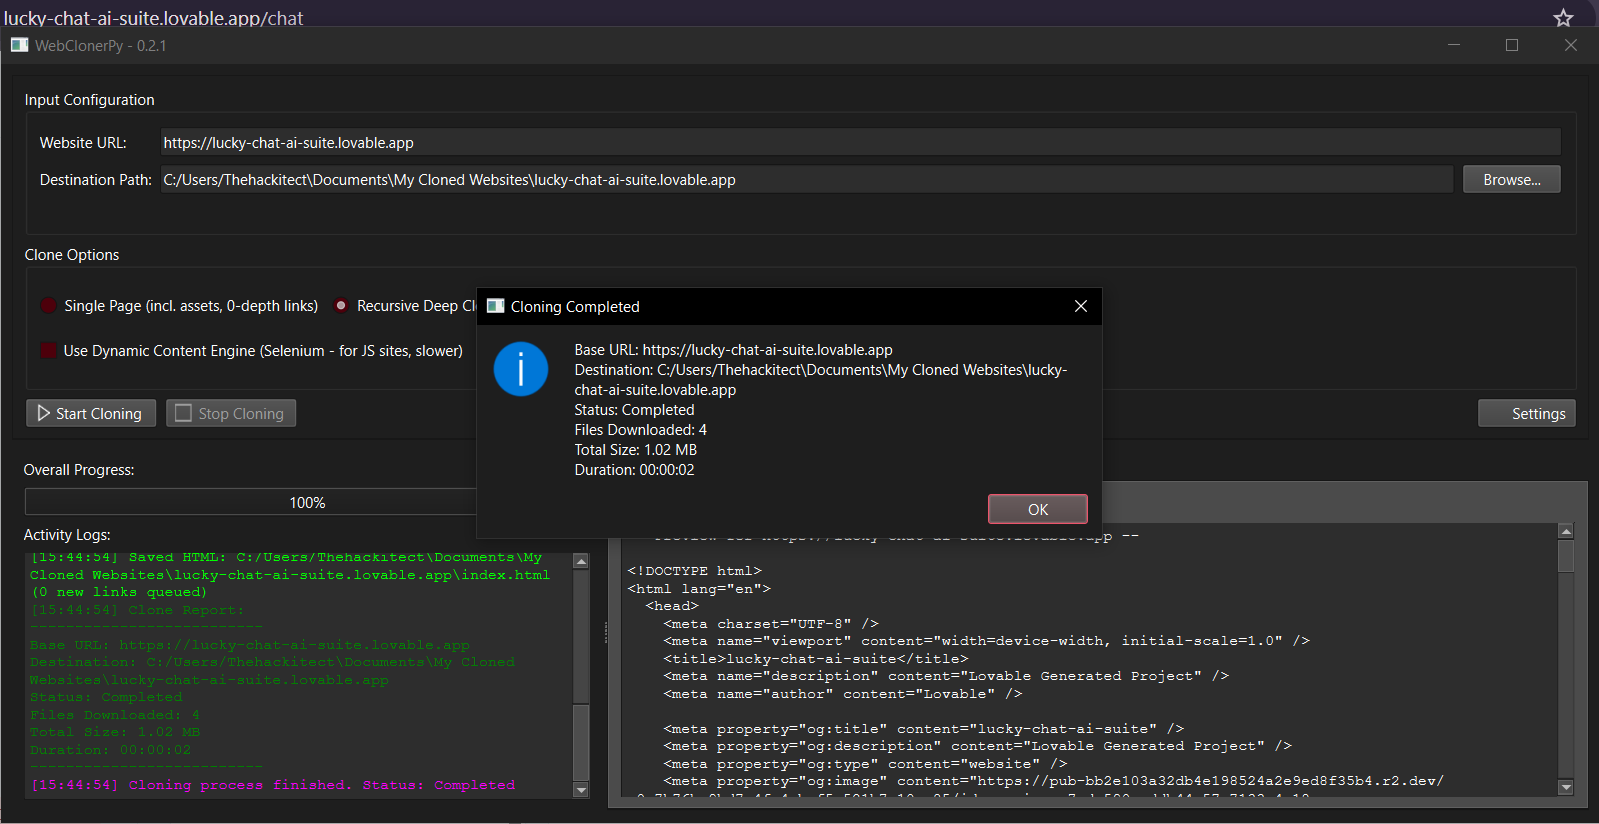 lucky-chat-ai-suite.lovable.app/chat
WebClonerPy - 0.2.1
Input Configuration
Website URL:
https://lucky-chat-ai-suite.lovable.app
Destination Path:
C:/Users/Thehackitect\Documents\My Cloned Websites\lucky-chat-ai-suite.lovable.app
Browse...
Clone Options
Single Page (incl. assets, 0-depth links)
Recursive Deep
Use Dynamic Content Engine (Selenium - for JS sites, slower)
Start Cloning
Stop Cloning
Settings
Cloning Completed
Base URL: https://lucky-chat-ai-suite.lovable.app
Destination: C:/Users/Thehackitect\Documents\My Cloned Websites\lucky-
chat-ai-suite.lovable.app
Status: Completed
Files Downloaded: 4
Total Size: 1.02 MB
Duration: 00:00:02
OK
Overall Progress:
100%
Activity Logs:
[15:44:54] Saved HTML: C:/Users/Thehackitect\Documents\My
Cloned Websites\lucky-chat-ai-suite.lovable.app\index.html
(0 new links queued)
[15:44:54] Clone Report:
--------------------------
Base URL: https://lucky-chat-ai-suite.lovable.app
Destination: C:/Users/Thehackitect\Documents\My Cloned
Websites\lucky-chat-ai-suite.lovable.app
Status: Completed
Files Downloaded: 4
Total Size: 1.02 MB
Duration: 00:00:02
--------------------------
[15:44:54] Cloning process finished. Status: Completed
<!DOCTYPE html>
<html lang="en">
<head>
<meta charset="UTF-8" />
<meta name="viewport" content="width=device-width, initial-scale=1.0" />
<title>lucky-chat-ai-suite</title>
<meta name="description" content="Lovable Generated Project" />
<meta name="author" content="Lovable" />
<meta property="og:title" content="lucky-chat-ai-suite" />
<meta property="og:description" content="Lovable Generated Project" />
<meta property="og:type" content="website" />
<meta property="og:image" content="https://pub-bb2e103a32db4e198524a2e9ed8f35b4.r2.dev/